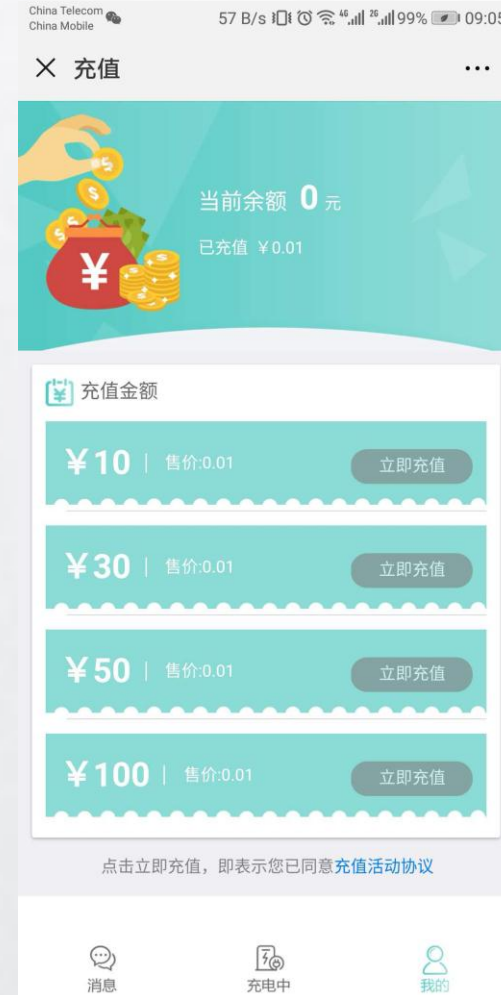 China Telecom
China Mobile
57 B/s 46 26 99% 09:05
充值
当前余额 0 元
已充值 ￥0.01
充值金额
￥10 售价:0.01 立即充值
￥30 售价:0.01 立即充值
￥50 售价:0.01 立即充值
￥100 售价:0.01 立即充值
点击立即充值，即表示您已同意充值活动协议
消息 充电中 我的